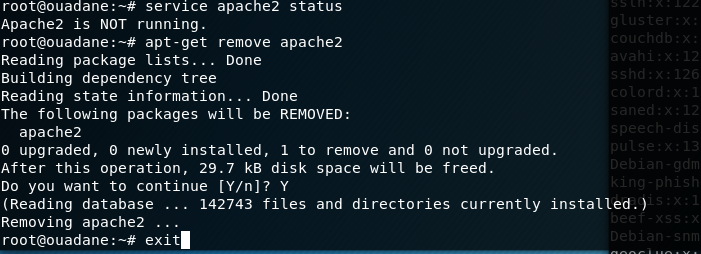 root@ouadane:~# service apache2 status
Apache2 is NOT running.
root@ouadane:~# apt-get remove apache2
Reading package lists... Done
Building dependency tree
Reading state information... Done
The following packages will be REMOVED:
apache2
0 upgraded, 0 newly installed, 1 to remove and 0 not upgraded.
After this operation, 29.7 kB disk space will be freed.
Do you want to continue [Y/n]? Y
(Reading database ... 142743 files and directories currently installed.)
Removing apache2 ...
root@ouadane:~# exit
sslh:x:122
gluster:x:
couchdb:x:
avahi:x:12
sshd:x:126
colord:x:1
saned:x:12
speech-dis
pulse:x:13
Debian-gdm
king-phish
beef-xss:x
Debian-snm
geoclue:x: